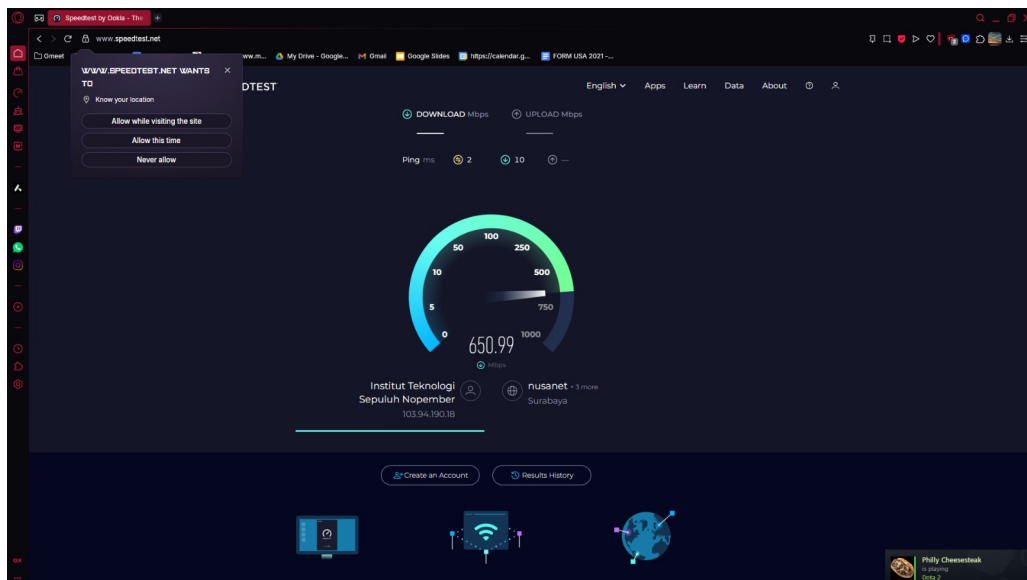 Speedtest by Ookla - The
www.speedtest.net
Gmeet
ww.m...
My Drive - Google...
Gmail
Google Slides
https://calendar.g...
FORM USA 2021 -...
WWW.SPEEDTEST.NET WANTS
TO
Know your location
Allow while visiting the site
Allow this time
Never allow
DTEST
English
Apps
Learn
Data
About
DOWNLOAD Mbps
UPLOAD Mbps
Ping ms
2
10
—
0
5
10
50
100
250
500
750
1000
650.99
Mbps
Institut Teknologi
Sepuluh Nopember
103.94.190.18
nusanet + 3 more
Surabaya
Create an Account
Results History
GX
Philly Cheesesteak
is playing
Dota 2